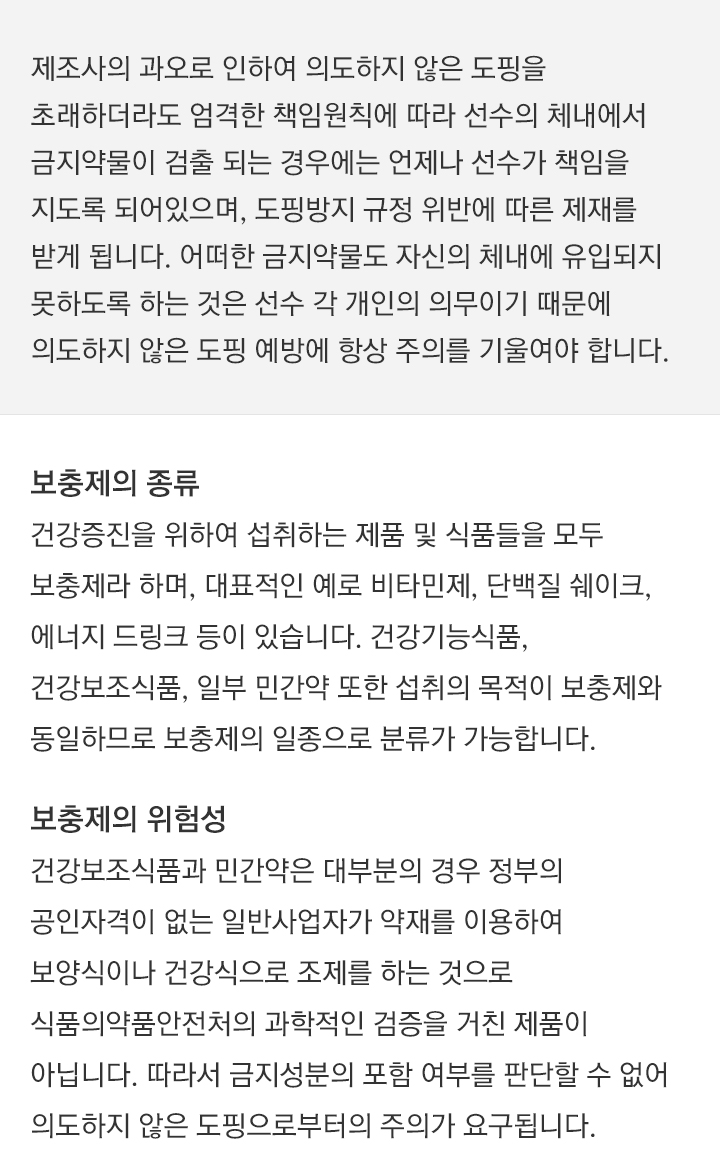 제조사의 과오로 인하여 의도하지 않은 도핑을
초래하더라도 엄격한 책임원칙에 따라 선수의 체내에서
금지약물이 검출 되는 경우에는 언제나 선수가 책임을
지도록 되어있으며, 도핑방지 규정 위반에 따른 제재를
받게 됩니다. 어떠한 금지약물도 자신의 체내에 유입되지
못하도록 하는 것은 선수 각 개인의 의무이기 때문에
의도하지 않은 도핑 예방에 항상 주의를 기울여야 합니다.
보충제의 종류
건강증진을 위하여 섭취하는 제품 및 식품들을 모두
보충제라 하며, 대표적인 예로 비타민제, 단백질 쉐이크,
에너지 드링크 등이 있습니다. 건강기능식품,
건강보조식품, 일부 민간약 또한 섭취의 목적이 보충제와
동일하므로 보충제의 일종으로 분류가 가능합니다.
보충제의 위험성
건강보조식품과 민간약은 대부분의 경우 정부의
공인자격이 없는 일반사업자가 약재를 이용하여
보양식이나 건강식으로 조제를 하는 것으로
식품의약품안전처의 과학적인 검증을 거친 제품이
아닙니다. 따라서 금지성분의 포함 여부를 판단할 수 없어
의도하지 않은 도핑으로부터의 주의가 요구됩니다.